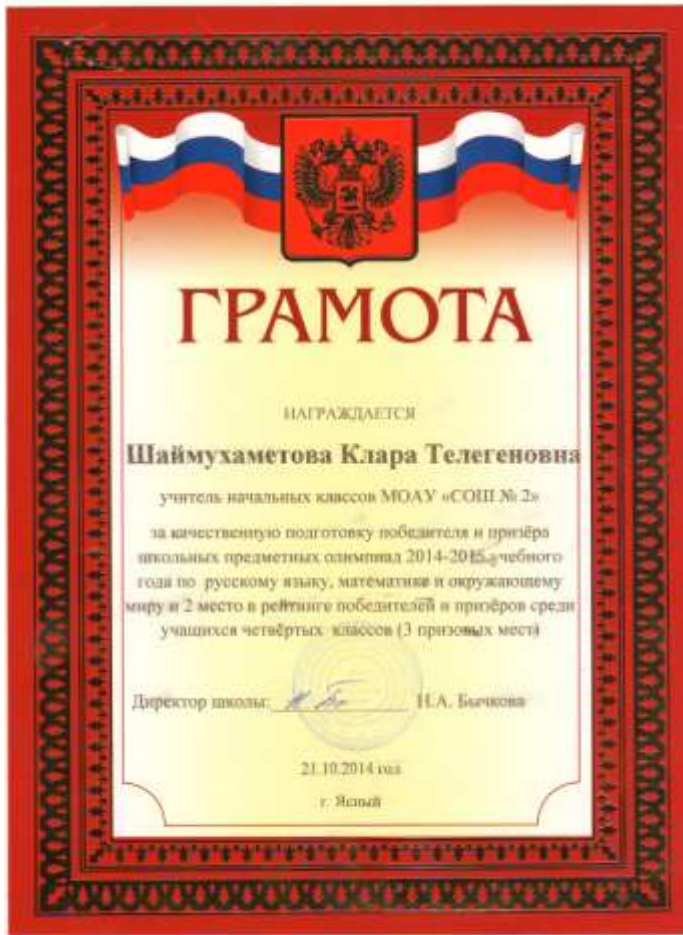 ГРАМОТА
НАГРАЖДАЕТСЯ
Шаймухаметова Клара Телегеновна
учитель начальных классов МОАУ «СОШ № 2»
за качественную подготовку победителя и призёра
школьных предметных олимпиад 2014-2015 учебного
года по русскому языку, математике и окружающему
миру и 2 место в рейтинге победителей и призёров среди
учащихся четвёртых классов (3 призовых места)
Директор школы: Н.А. Бычкова
21.10.2014 год
г. Ясный